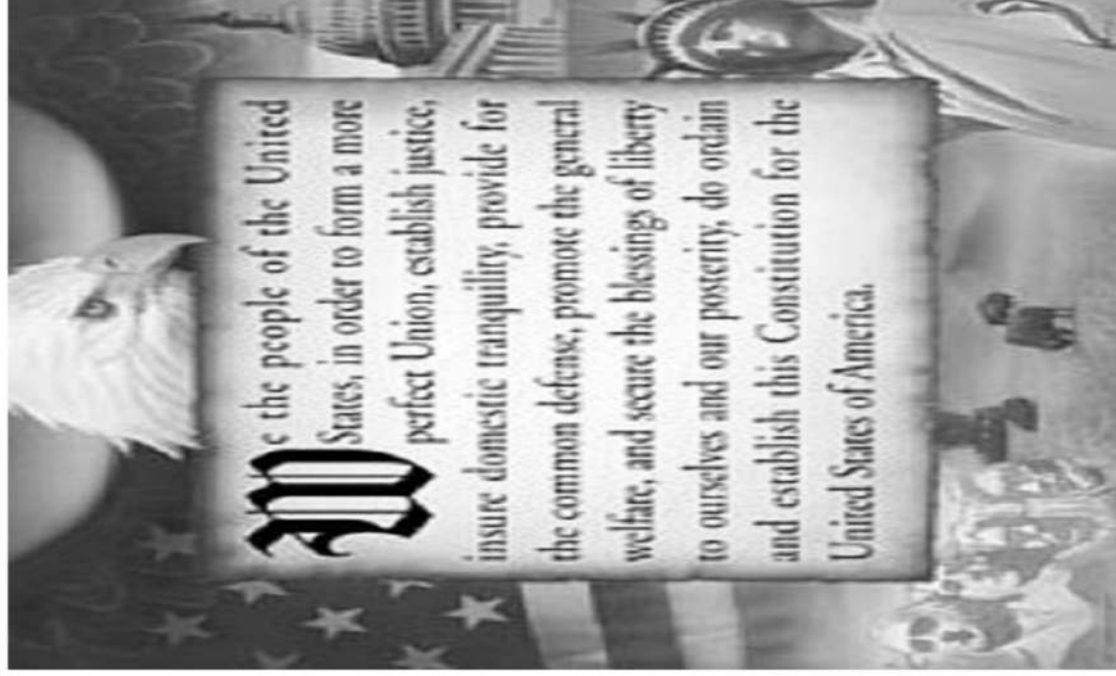 We the people of the United
States, in order to form a more
perfect Union, establish justice,
insure domestic tranquility, provide for
the common defense, promote the general
welfare, and secure the blessings of liberty
to ourselves and our posterity, do ordain
and establish this Constitution for the
United States of America.